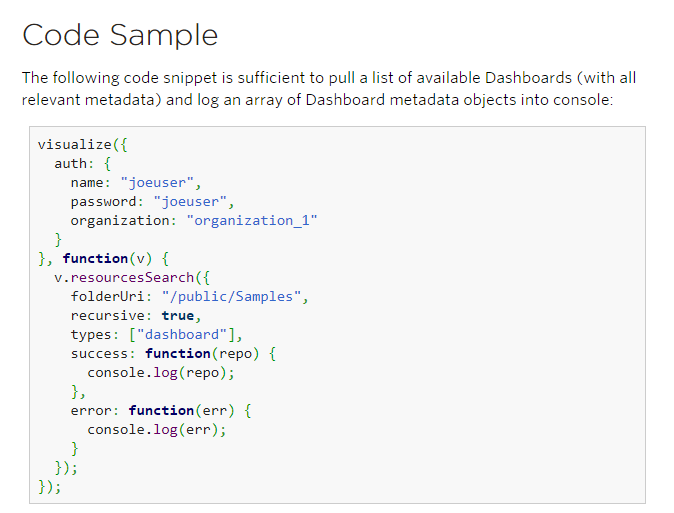 Code Sample
The following code snippet is sufficient to pull a list of available Dashboards (with all
relevant metadata) and log an array of Dashboard metadata objects into console:
visualize({
  auth: {
    name: "joeuser",
    password: "joeuser",
    organization: "organization_1"
  }
}, function(v) {
  v.resourcesSearch({
    folderUri: "/public/Samples",
    recursive: true,
    types: ["dashboard"],
    success: function(repo) {
      console.log(repo);
    },
    error: function(err) {
      console.log(err);
    }
  });
});